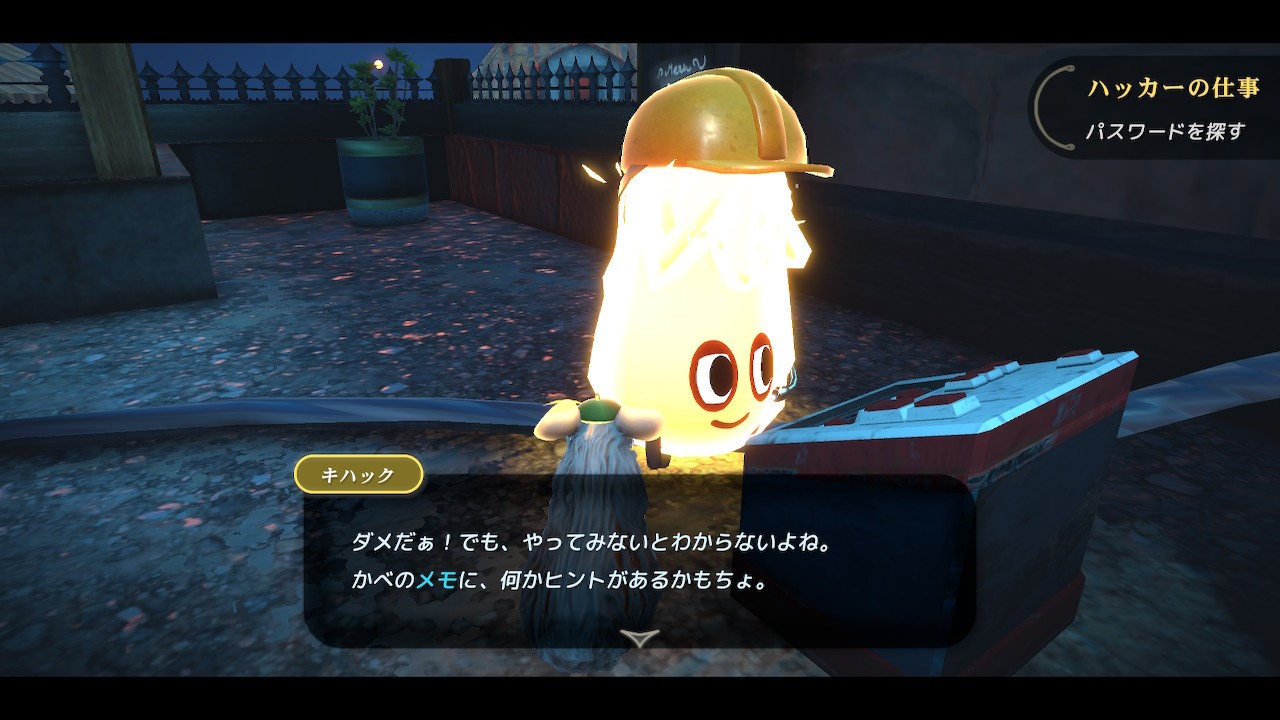 ハッカーの仕事
パスワードを探す
キハック
ダメだぁ！でも、やってみないとわからないよね。
かべのメモに、何かヒントがあるかもちょ。